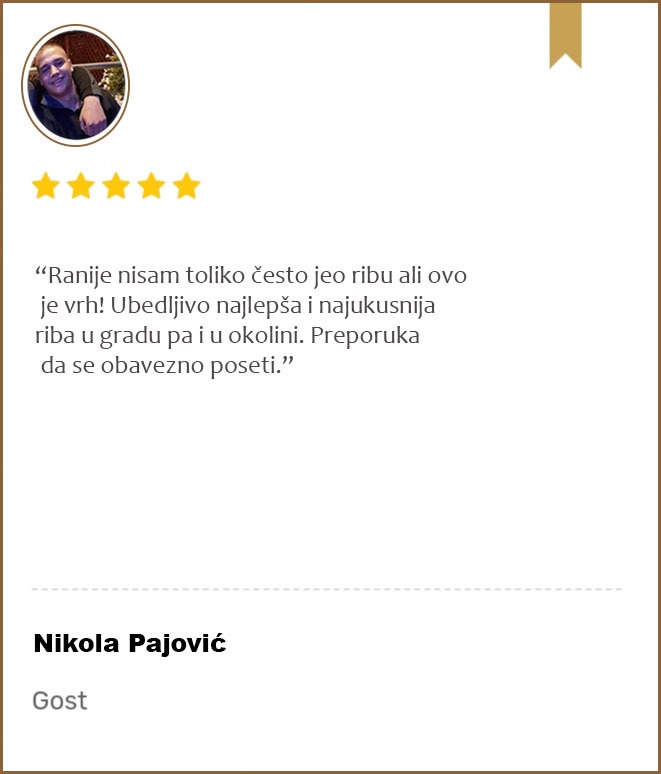 “Ranije nisam toliko često jeo ribu ali ovo
je vrh! Ubedljivo najlepša i najukusnija
riba u gradu pa i u okolini. Preporuka
da se obavezno poseti.”
Nikola Pajović
Gost